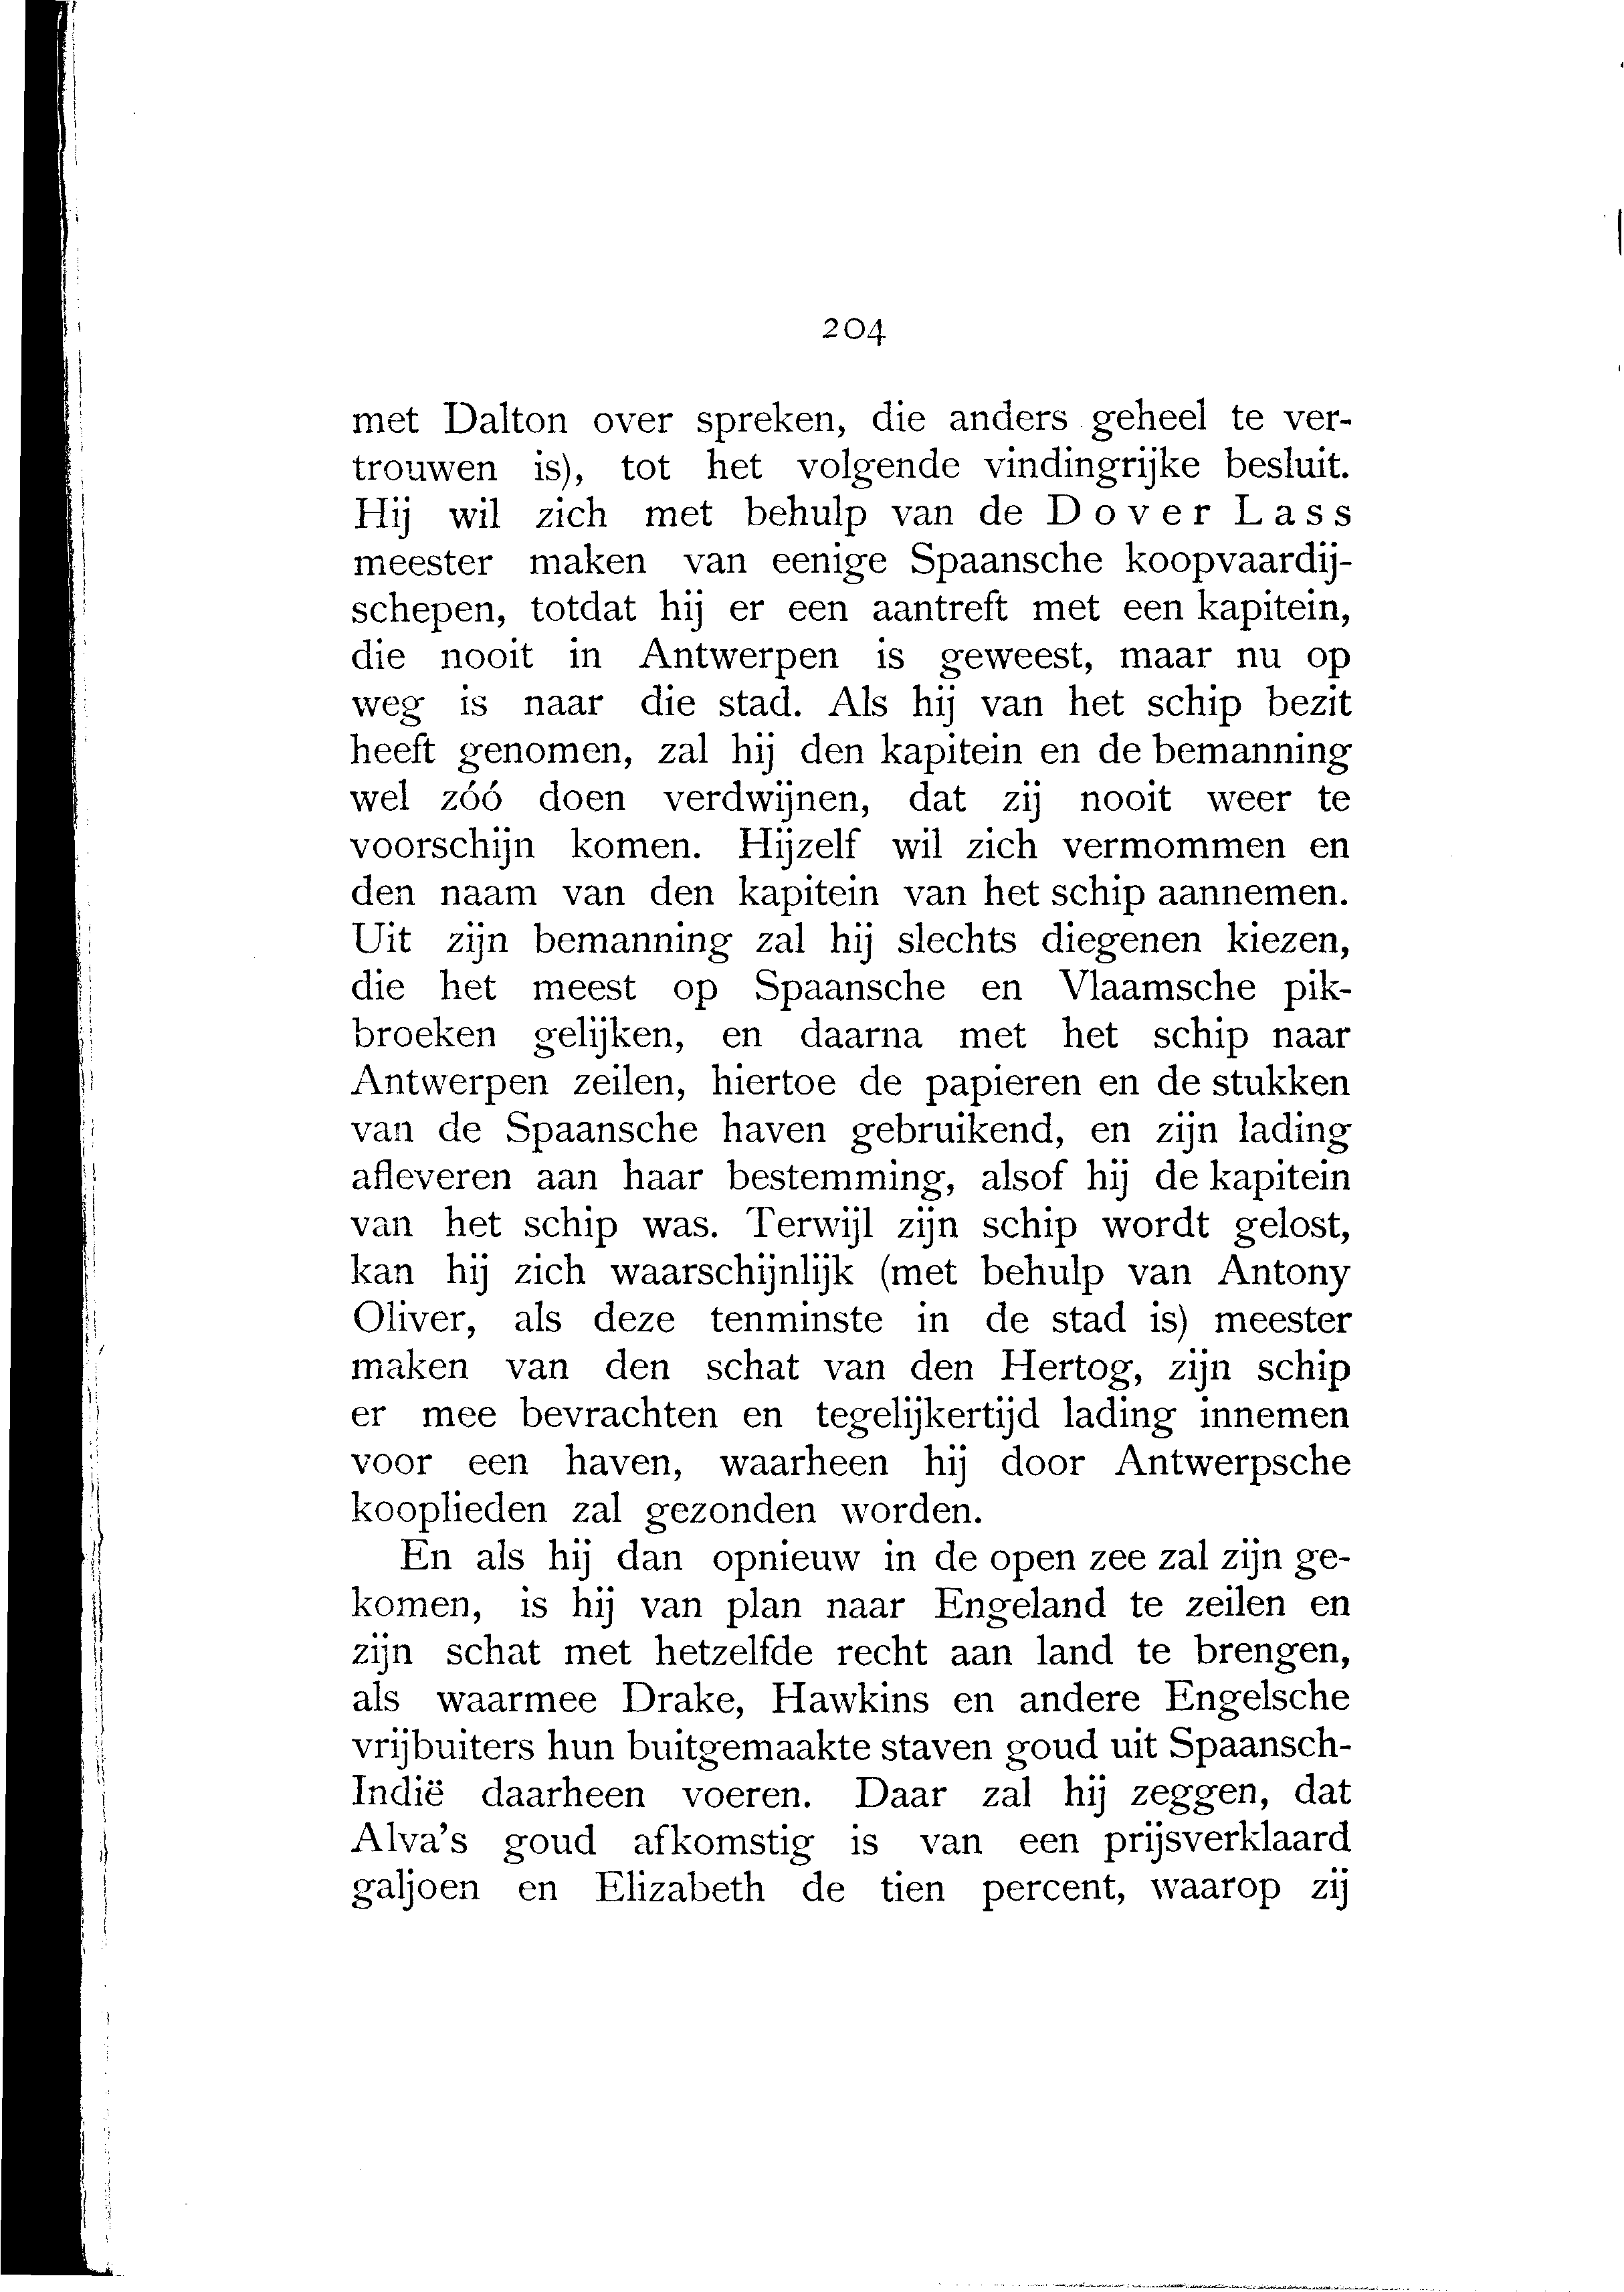 204
met Dalton over spreken, die anders geheel te ver-
trouwen is), tot het volgende vindingrijke besluit.
Hij wil zich met behulp van de Dover Lass
meester maken van eenige Spaansche koopvaardij-
schepen, totdat hij er een aantreft met een kapitein,
die nooit in Antwerpen is geweest, maar nu op
weg is naar die stad. Als hij van het schip bezit
heeft genomen, zal hij den kapitein en de bemanning
wel zóó doen verdwijnen, dat zij nooit weer te
voorschijn komen. Hijzelf wil zich vermommen en
den naam van den kapitein van het schip aannemen.
Uit zijn bemanning zal hij slechts diegenen kiezen,
die het meest op Spaansche en Vlaamsche pik-
broeken gelijken, en daarna met het schip naar
Antwerpen zeilen, hiertoe de papieren en de stukken
van de Spaansche haven gebruikend, en zijn lading
afleveren aan haar bestemming, alsof hij de kapitein
van het schip was. Terwijl zijn schip wordt gelost,
kan hij zich waarschijnlijk (met behulp van Antony
Oliver, als deze tenminste in de stad is) meester
maken van den schat van den Hertog, zijn schip
er mee bevrachten en tegelijkertijd lading innemen
voor een haven, waarheen hij door Antwerpsche
kooplieden zal gezonden worden.
En als hij dan opnieuw in de open zee zal zijn ge-
komen, is hij van plan naar Engeland te zeilen en
zijn schat met hetzelfde recht aan land te brengen,
als waarmee Drake, Hawkins en andere Engelsche
vrijbuiters hun buitgemaakte staven goud uit Spaansch-
Indië daarheen voeren. Daar zal hij zeggen, dat
Alva's goud afkomstig is van een prijsverklaard
galjoen en Elizabeth de tien percent, waarop zij